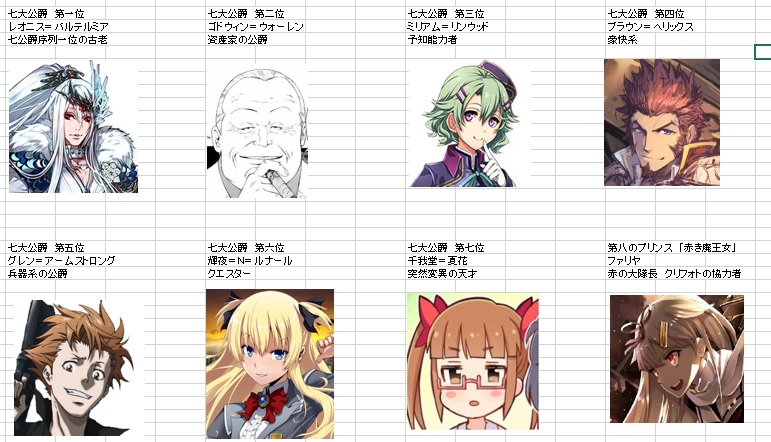 七大公爵　第一位
レオニス＝バルテルミア
七公爵序列一位の古老
七大公爵　第二位
ゴドウィン＝ウォーレン
資産家の公爵
七大公爵　第三位
ミリアム＝リンウッド
予知能力者
七大公爵　第四位
ブラウン＝ヘリックス
豪快系
七大公爵　第五位
グレン＝アームストロング
兵器系の公爵
七大公爵　第六位
輝夜＝N＝ルナール
クエスター
七大公爵　第七位
千我堂＝夏花
突然変異の天才
第八のプリンス「赤き魔王女」
ファリヤ
赤の大隊長　クリフォトの協力者